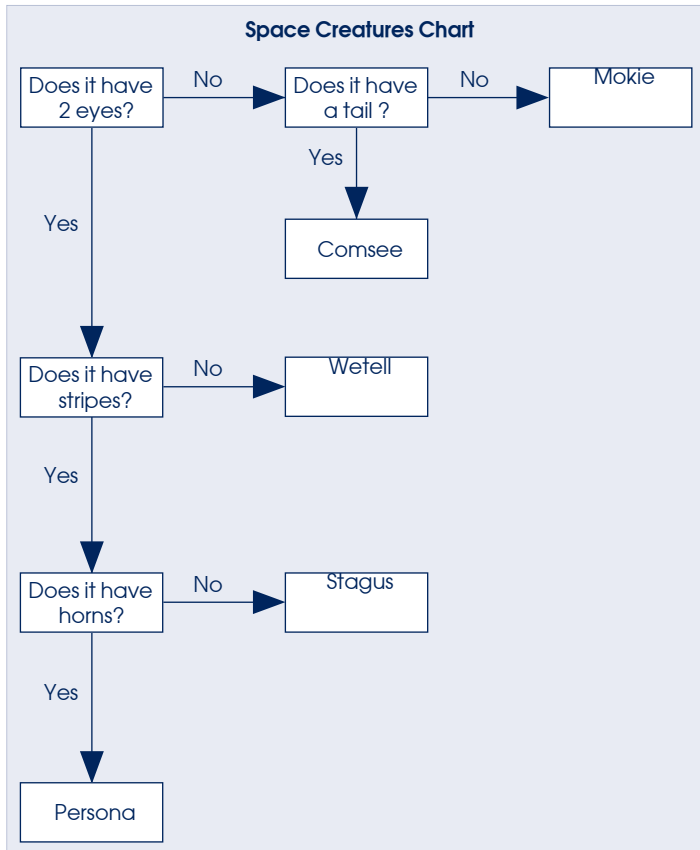 Space Creatures Chart
Does it have
2 eyes?
No
Does it have
a tail ?
No
Mokie
Yes
Comsee
Yes
Does it have
stripes?
No
Wetell
Yes
Does it have
horns?
No
Stagus
Yes
Persona